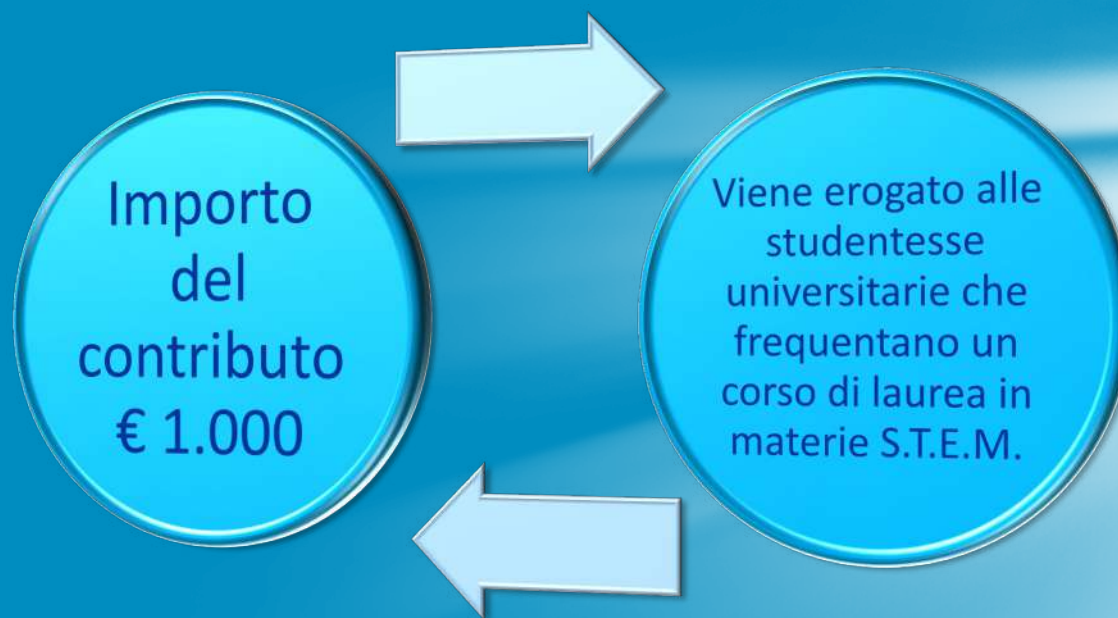 Importo
del
contributo
€ 1.000
Viene erogato alle
studentesse
universitarie che
frequentano un
corso di laurea in
materie S.T.E.M.